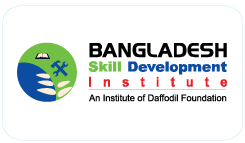 BANGLADESH
Skill Development
Institute
An Institute of Daffodil Foundation